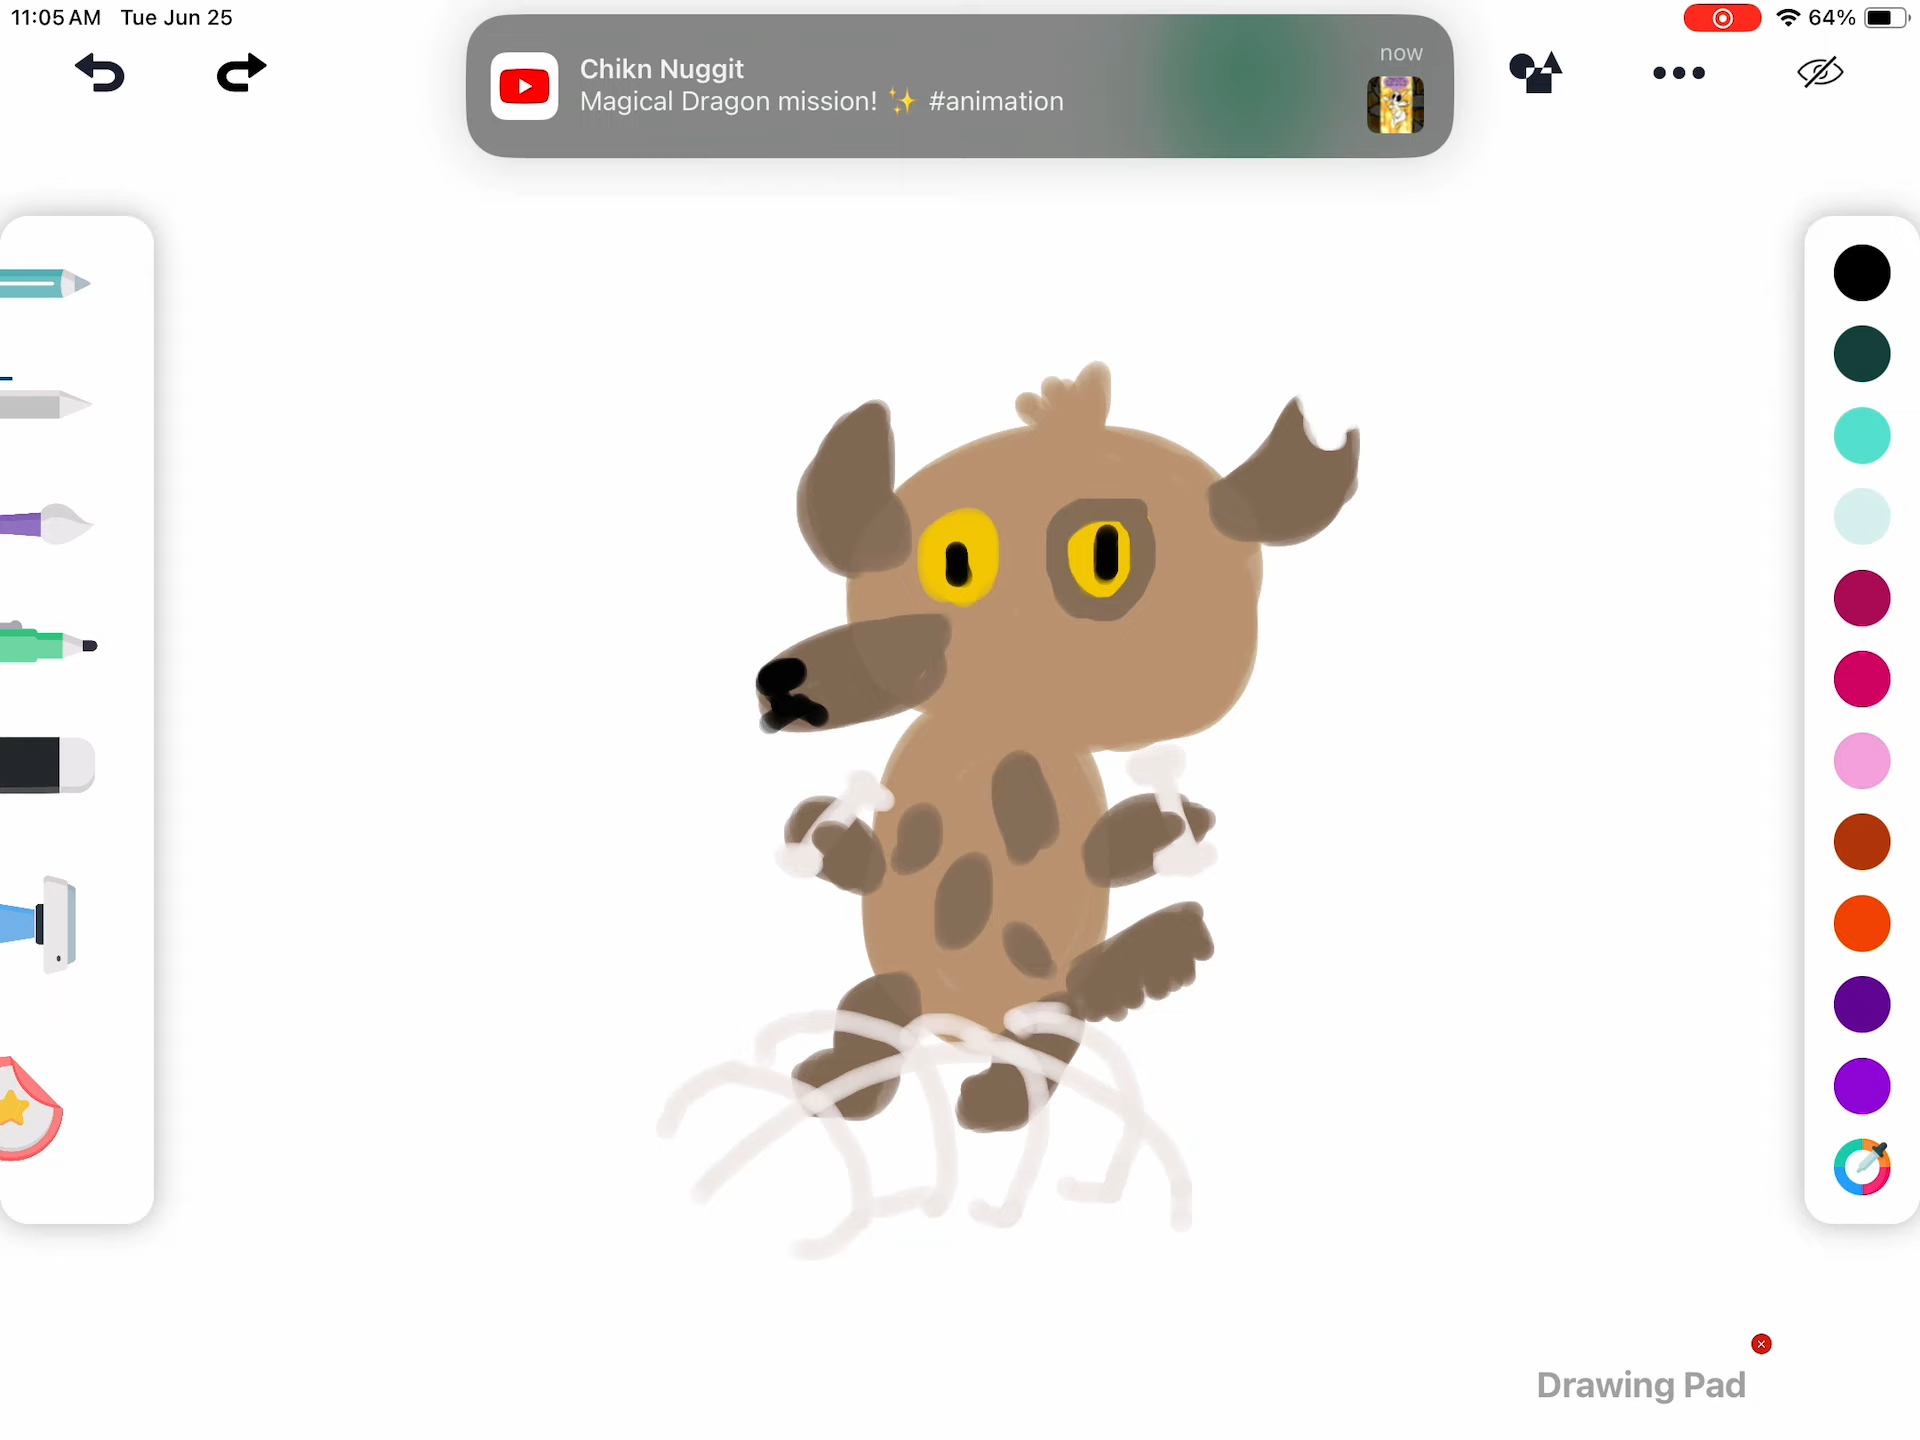 11:05 AM Tue Jun 25
64%
Chikn Nuggit
now
Magical Dragon mission! ✨ #animation
Drawing Pad